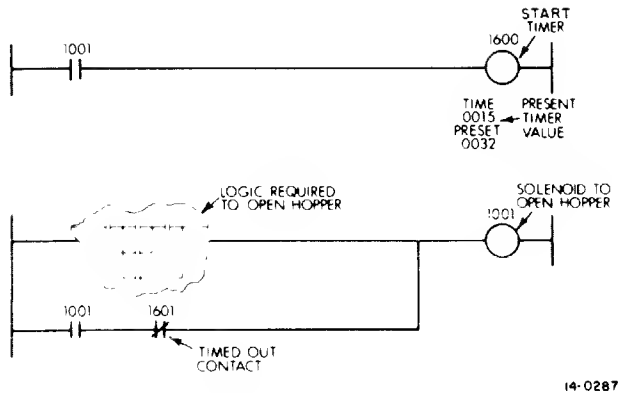 START
TIMER
1001
1600
TIME
0015
PRESET
0032
PRESENT
TIMER
VALUE
LOGIC REQUIRED
TO OPEN HOPPER
SOLENOID TO
OPEN HOPPER
1001
1001
1601
TIMED OUT
CONTACT
14-0287